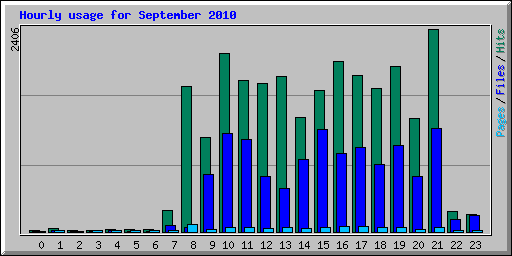 Hourly usage for September 2010
2406
Pages/Files/Hits
0 1 2 3 4 5 6 7 8 9 10 11 12 13 14 15 16 17 18 19 20 21 22 23